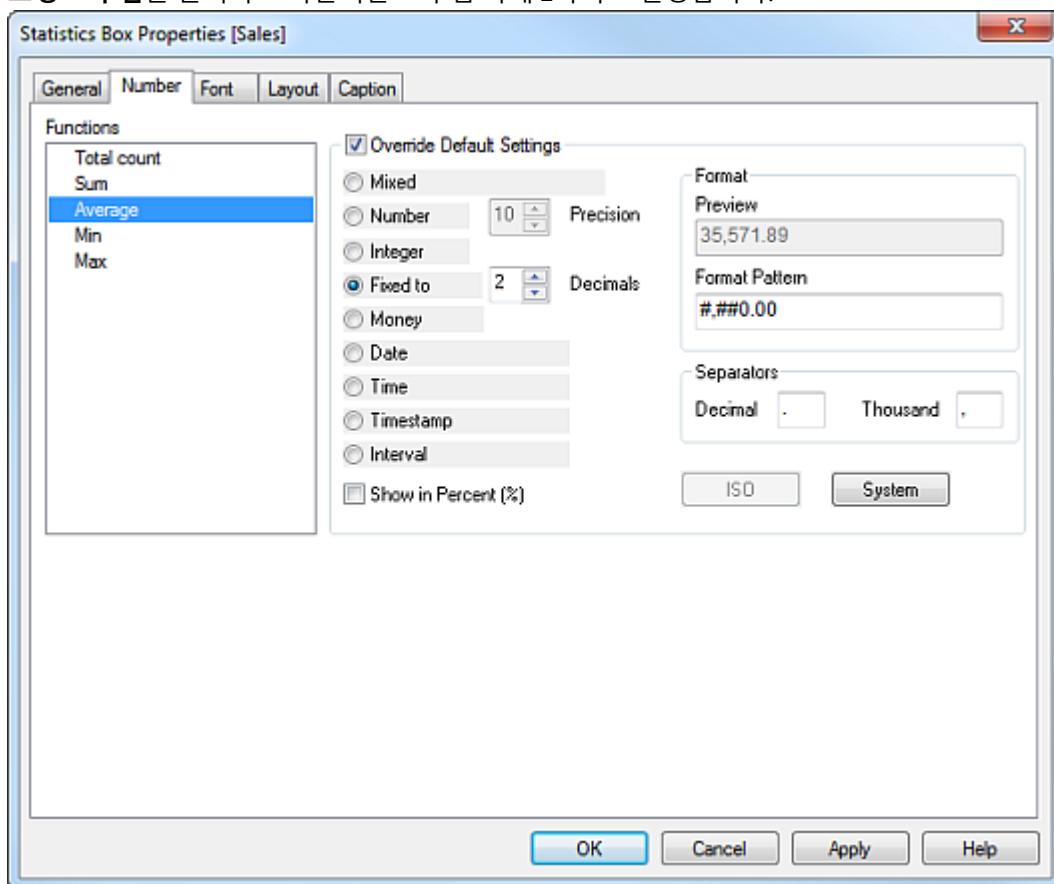 Statistics Box Properties [Sales]
General Number Font Layout Caption
Functions
Total count
Sum
Average
Min
Max
Override Default Settings
Mixed
Number 10 Precision
Integer
Fixed to 2 Decimals
Money
Date
Time
Timestamp
Interval
Show in Percent (%)
Format
Preview
35,571.89
Format Pattern
#,##0.00
Separators
Decimal . Thousand ,
ISO System
OK Cancel Apply Help